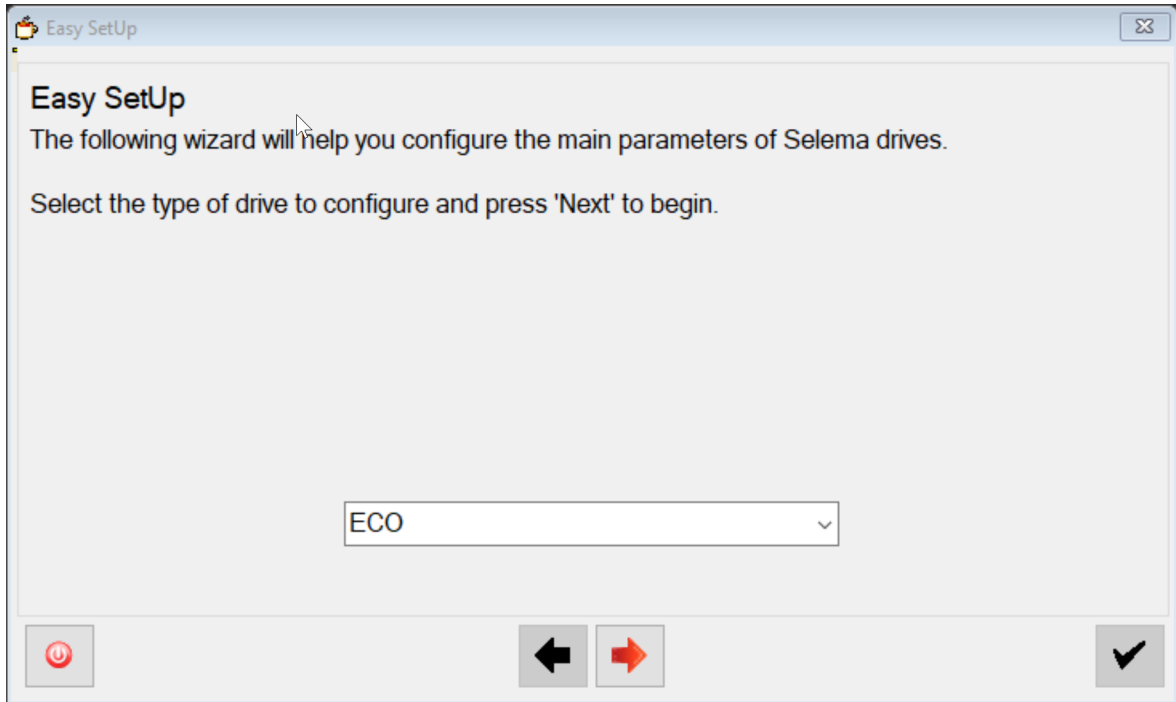 Easy SetUp
Easy SetUp
The following wizard will help you configure the main parameters of Selema drives.
Select the type of drive to configure and press 'Next' to begin.
ECO